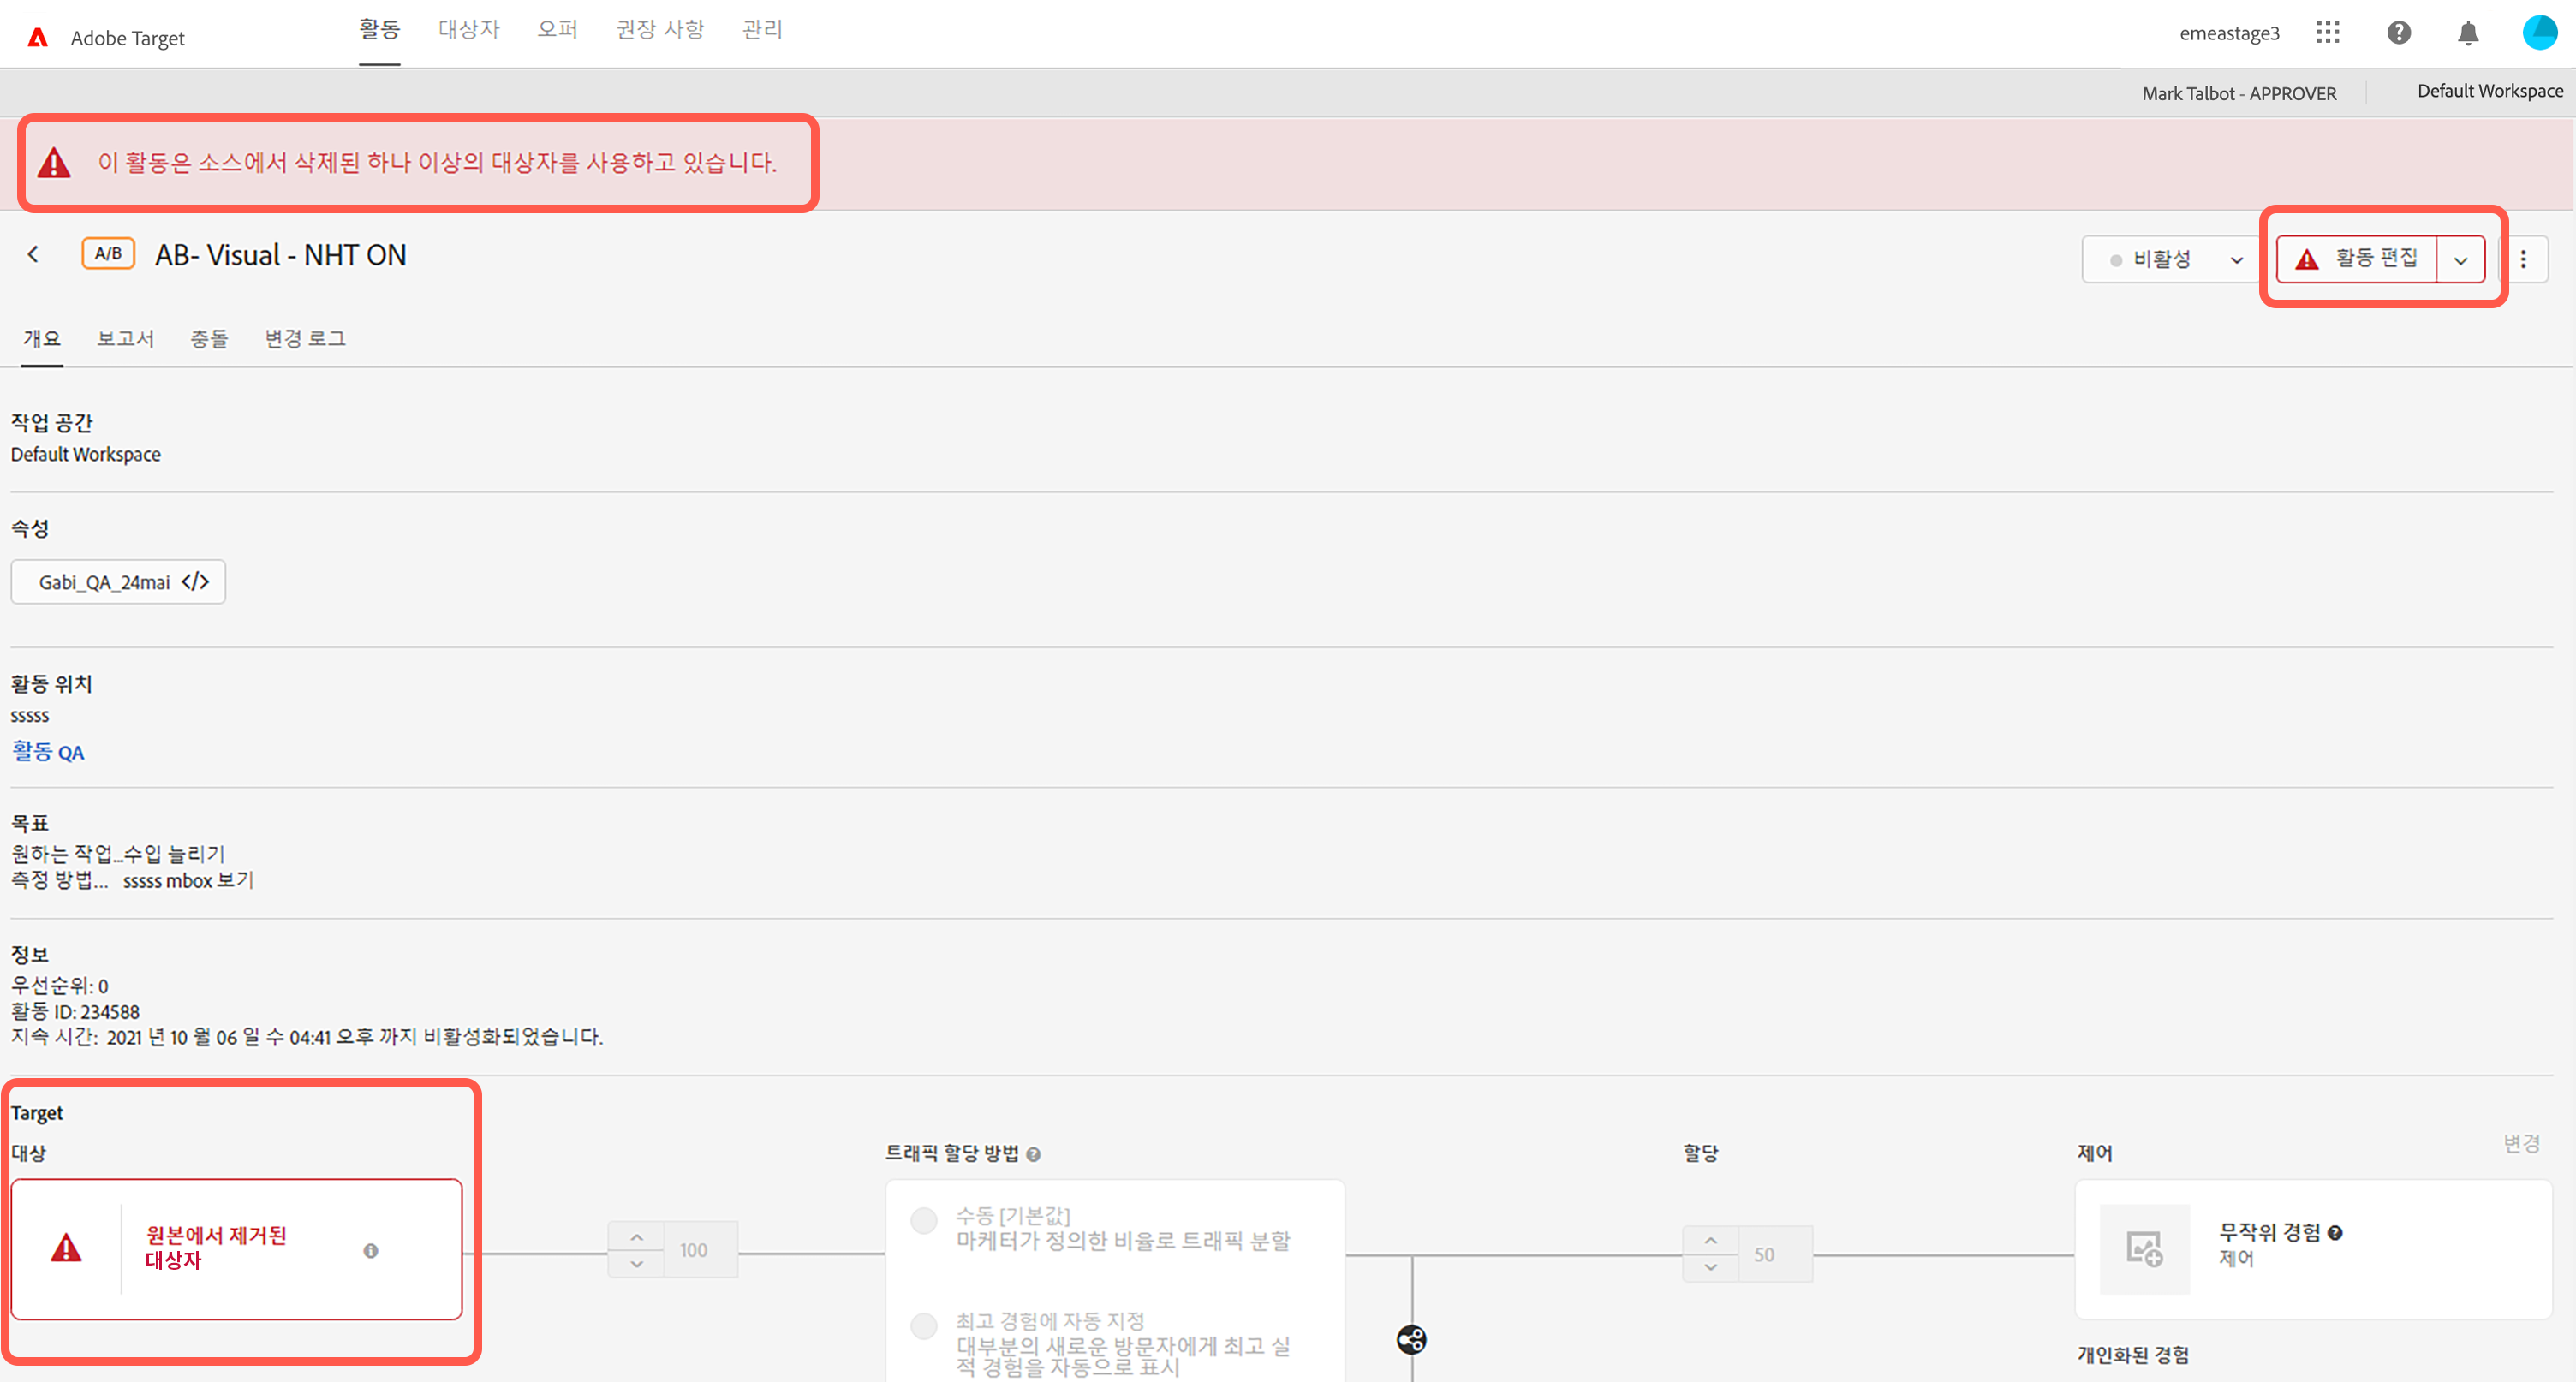 Adobe Target
활동 대상자 오퍼 권장 사항 관리
emeastage3
Mark Talbot - APPROVER
Default Workspace
이 활동은 소스에서 삭제된 하나 이상의 대상자를 사용하고 있습니다.
A/B
AB- Visual - NHT ON
비활성
활동 편집
개요 보고서 충돌 변경 로그
작업 공간
Default Workspace
속성
Gabi_QA_24mai </>
활동 위치
sssss
활동 QA
목표
원하는 작업...수입 늘리기
측정 방법... sssss mbox 보기
정보
우선순위: 0
활동 ID: 234588
지속 시간: 2021 년 10 월 06 일 수 04:41 오후 까지 비활성화되었습니다.
Target
대상
트래픽 할당 방법
할당
제어
변경
원본에서 제거된
대상자
100
수동 [기본값]
마케터가 정의한 비율로 트래픽 분할
50
무작위 경험
제어
최고 경험에 자동 지정
대부분의 새로운 방문자에게 최고 실
적 경험을 자동으로 표시
개인화된 경험